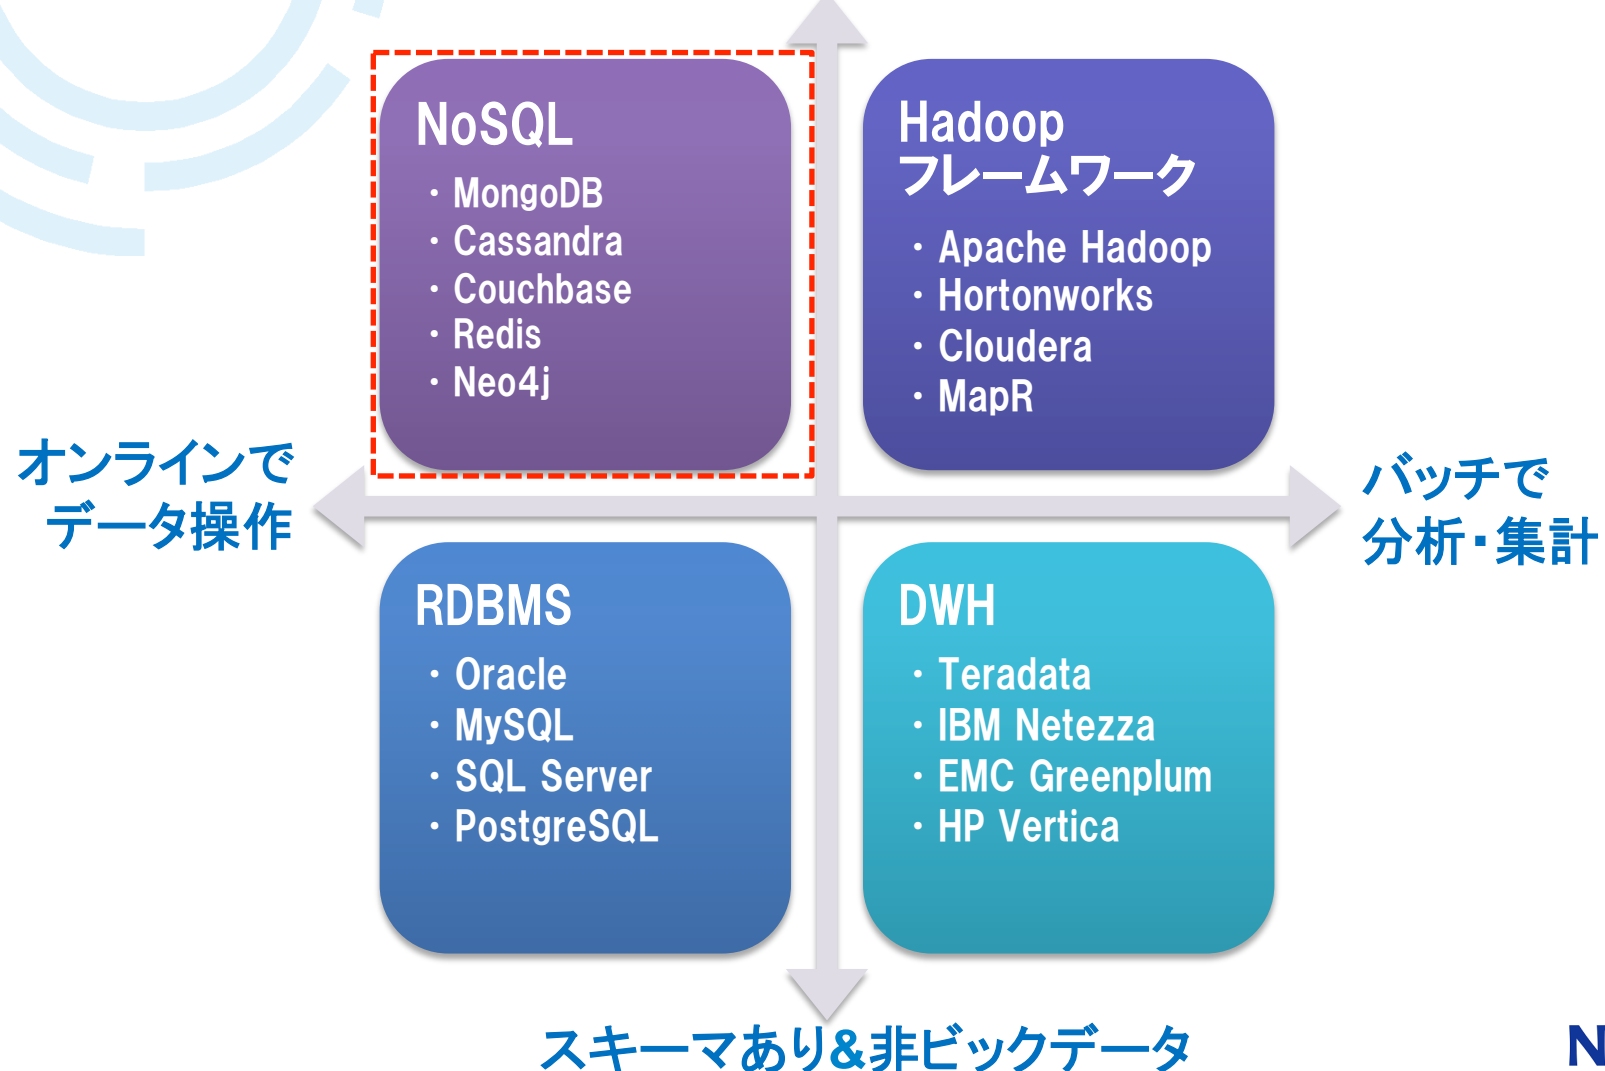 NoSQL
・MongoDB
・Cassandra
・Couchbase
・Redis
・Neo4j
Hadoop
フレームワーク
・Apache Hadoop
・Hortonworks
・Cloudera
・MapR
オンラインで
データ操作
バッチで
分析・集計
RDBMS
・Oracle
・MySQL
・SQL Server
・PostgreSQL
DWH
・Teradata
・IBM Netezza
・EMC Greenplum
・HP Vertica
スキーマあり&非ビックデータ
N